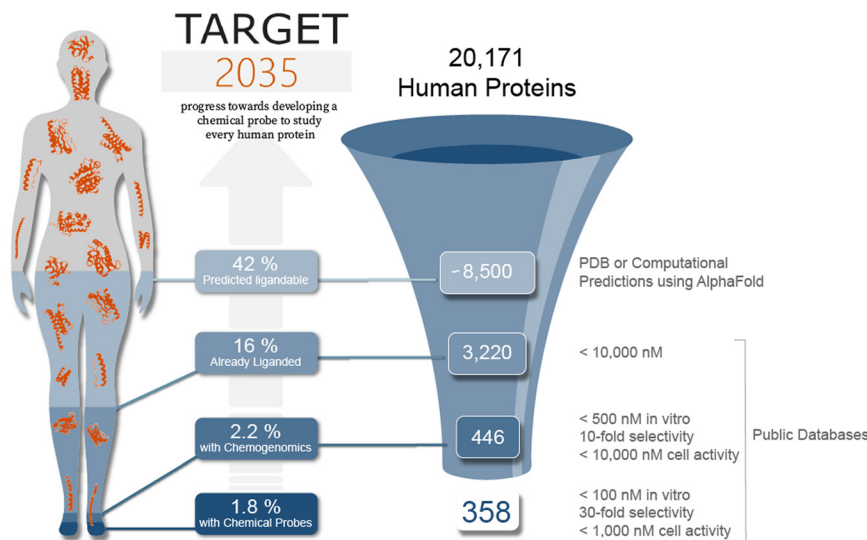 TARGET
2035
progress towards developing a
chemical probe to study
every human protein
20,171
Human Proteins
42 %
Predicted ligandable
~8,500
PDB or Computational
Predictions using AlphaFold
16 %
Already Liganded
3,220
< 10,000 nM
2.2 %
with Chemogenomics
446
< 500 nM in vitro
10-fold selectivity
< 10,000 nM cell activity
Public Databases
1.8 %
with Chemical Probes
358
< 100 nM in vitro
30-fold selectivity
< 1,000 nM cell activity